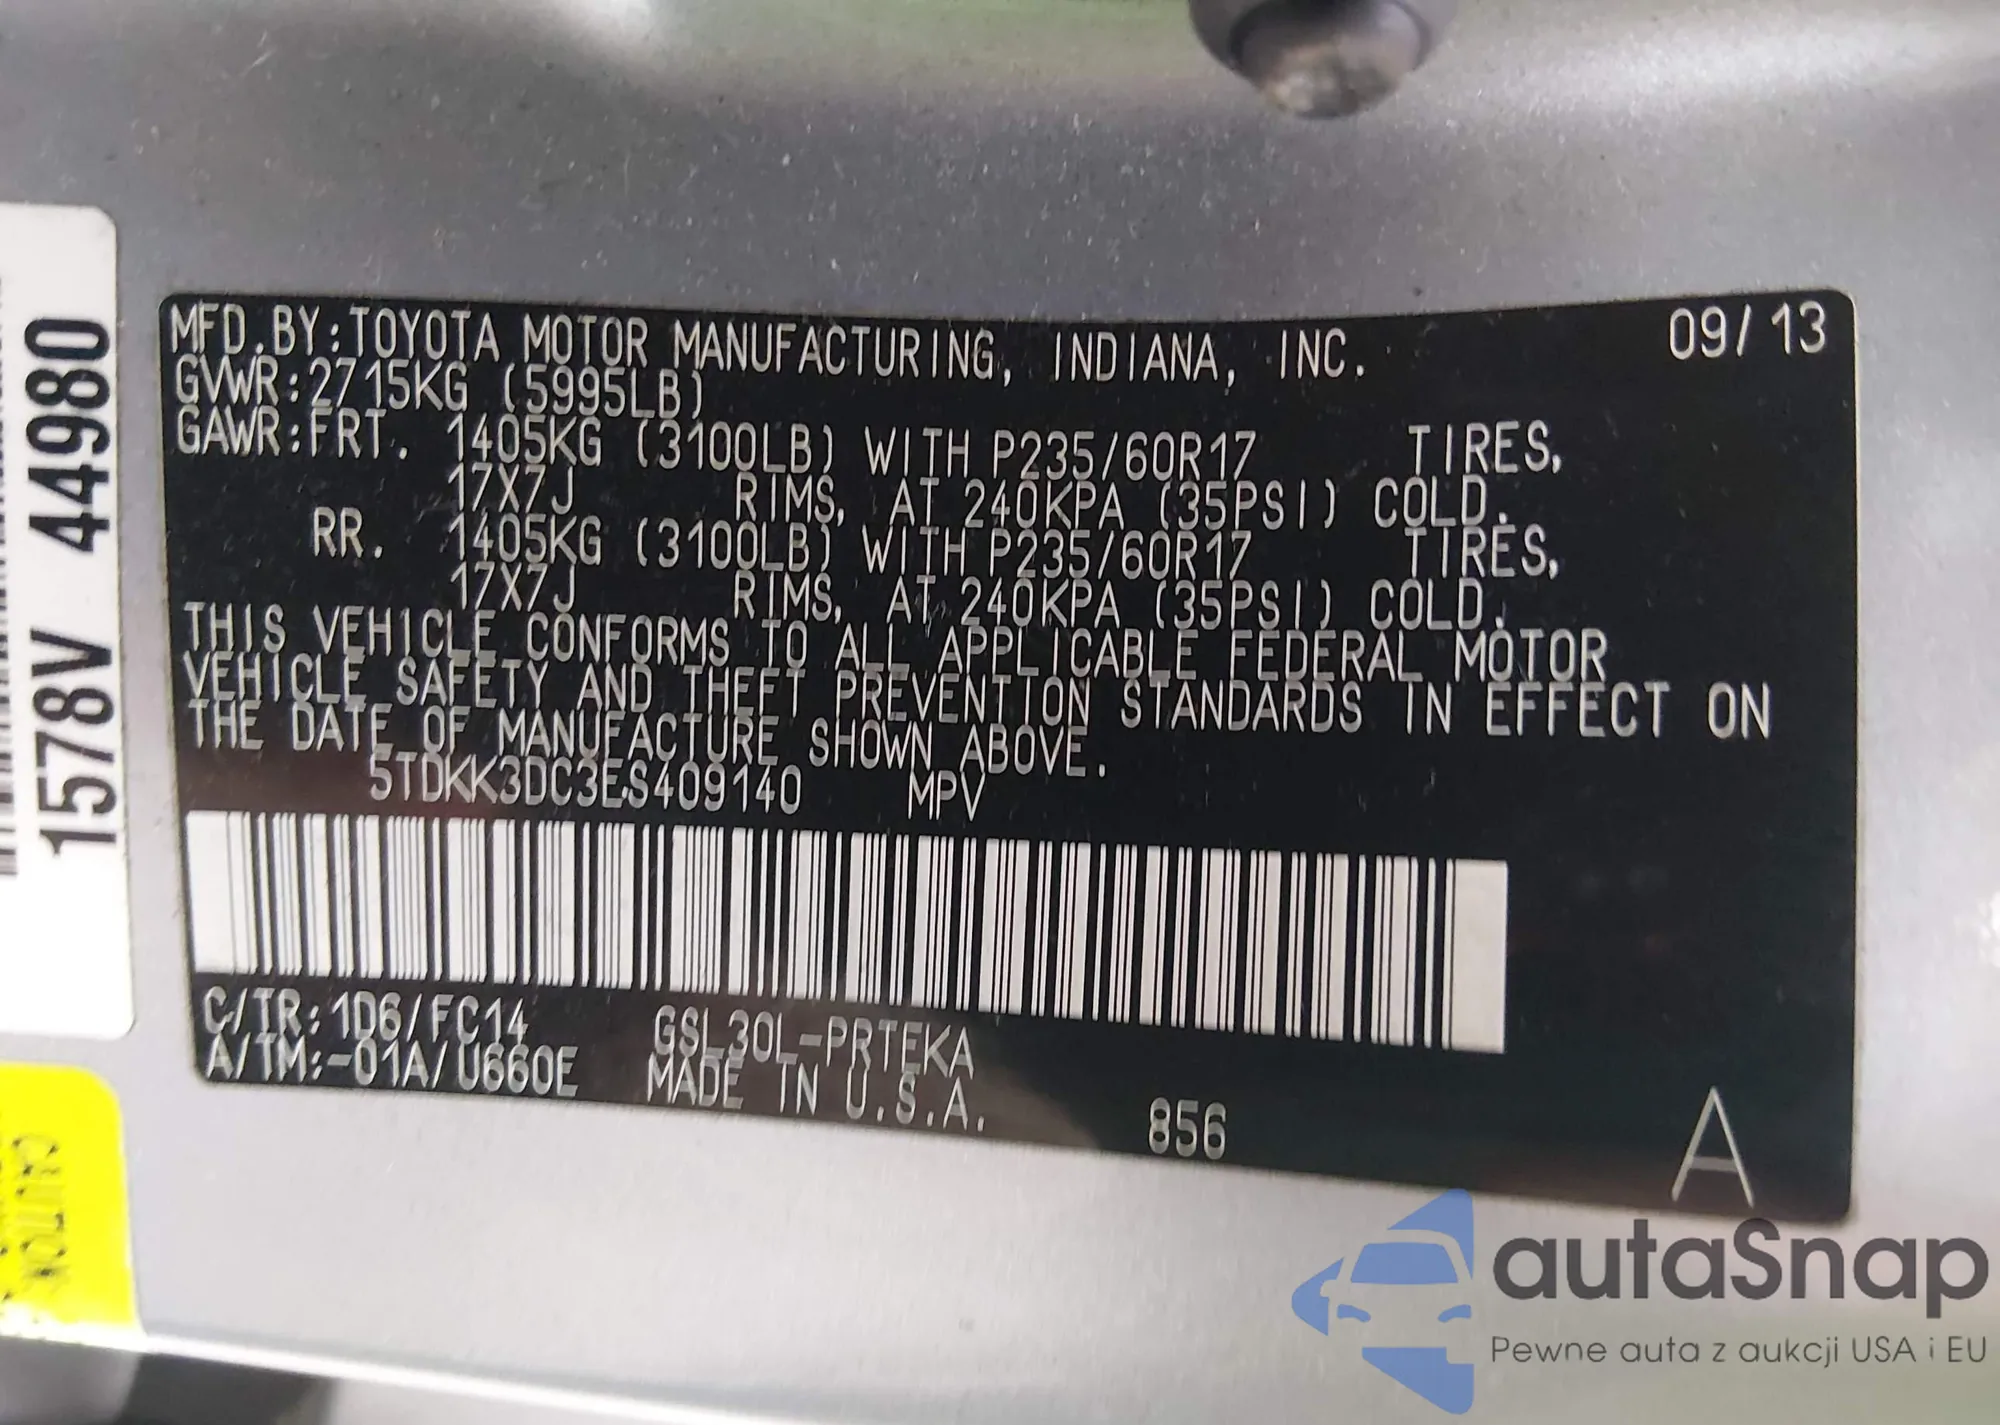 MFD.BY:TOYOTA MOTOR MANUFACTURING, INDIANA, INC. 09/13
GVWR:2715KG (5995LB)
GAWR:FRT. 1405KG (3100LB) WITH P235/60R17 TIRES,
17X7J RIMS, AT 240KPA (35PSI) COLD.
RR. 1405KG (3100LB) WITH P235/60R17 TIRES,
17X7J RIMS, AT 240KPA (35PSI) COLD.
THIS VEHICLE CONFORMS TO ALL APPLICABLE FEDERAL MOTOR
VEHICLE SAFETY AND THEFT PREVENTION STANDARDS IN EFFECT ON
THE DATE OF MANUFACTURE SHOWN ABOVE.
5TDKK3DC3ES409140 MPV
C/TR:1D6/FC14 GSL30L-PRTEKA
A/TM:-01A/U660E MADE IN U.S.A.
856
A
1578V 44980
CAUTION
autaSnap
Pewne auta z aukcji USA i EU